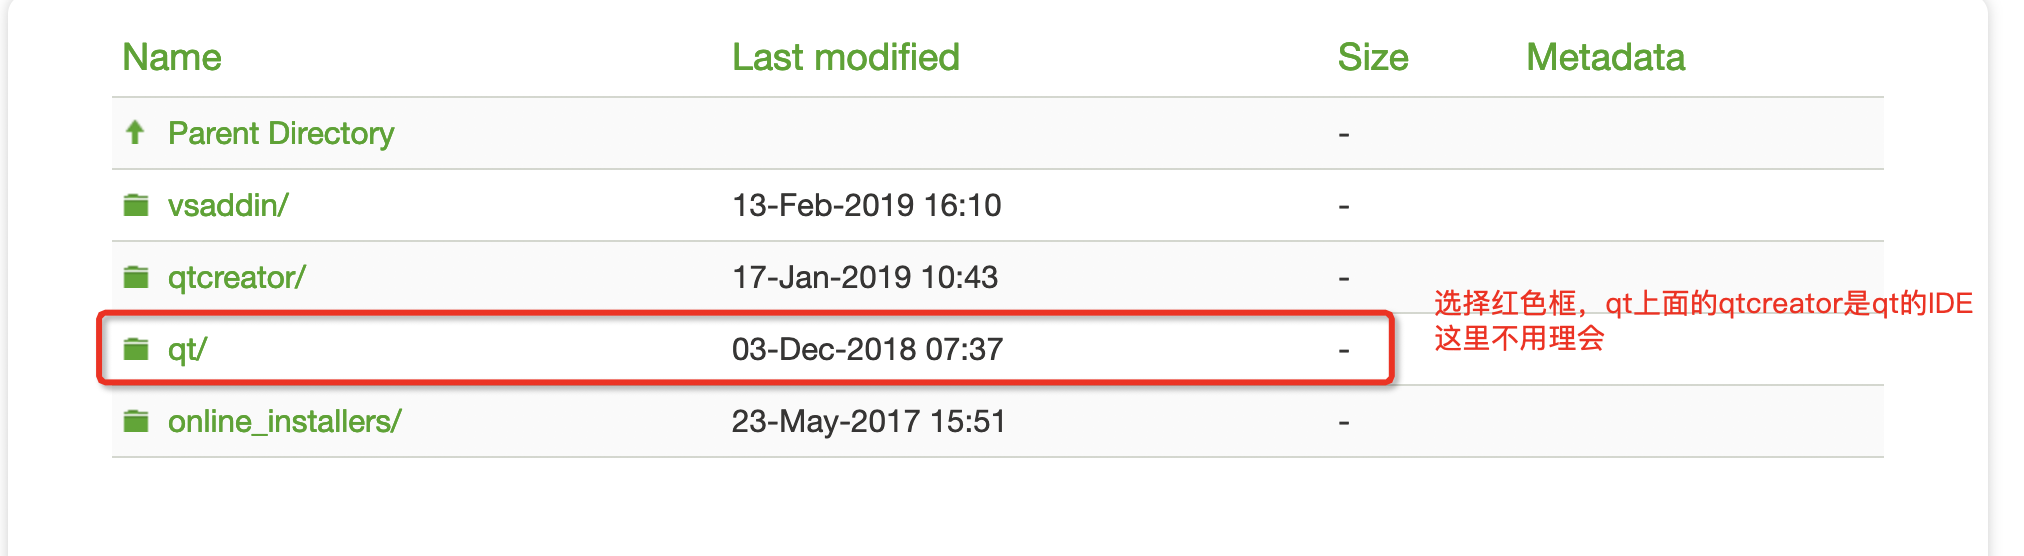 Name Last modified Size Metadata
Parent Directory -
vsaddin/ 13-Feb-2019 16:10 -
qtcreator/ 17-Jan-2019 10:43 -
选择红色框，qt上面的qtcreator是qt的IDE
这里不用理会
qt/ 03-Dec-2018 07:37 -
online_installers/ 23-May-2017 15:51 -